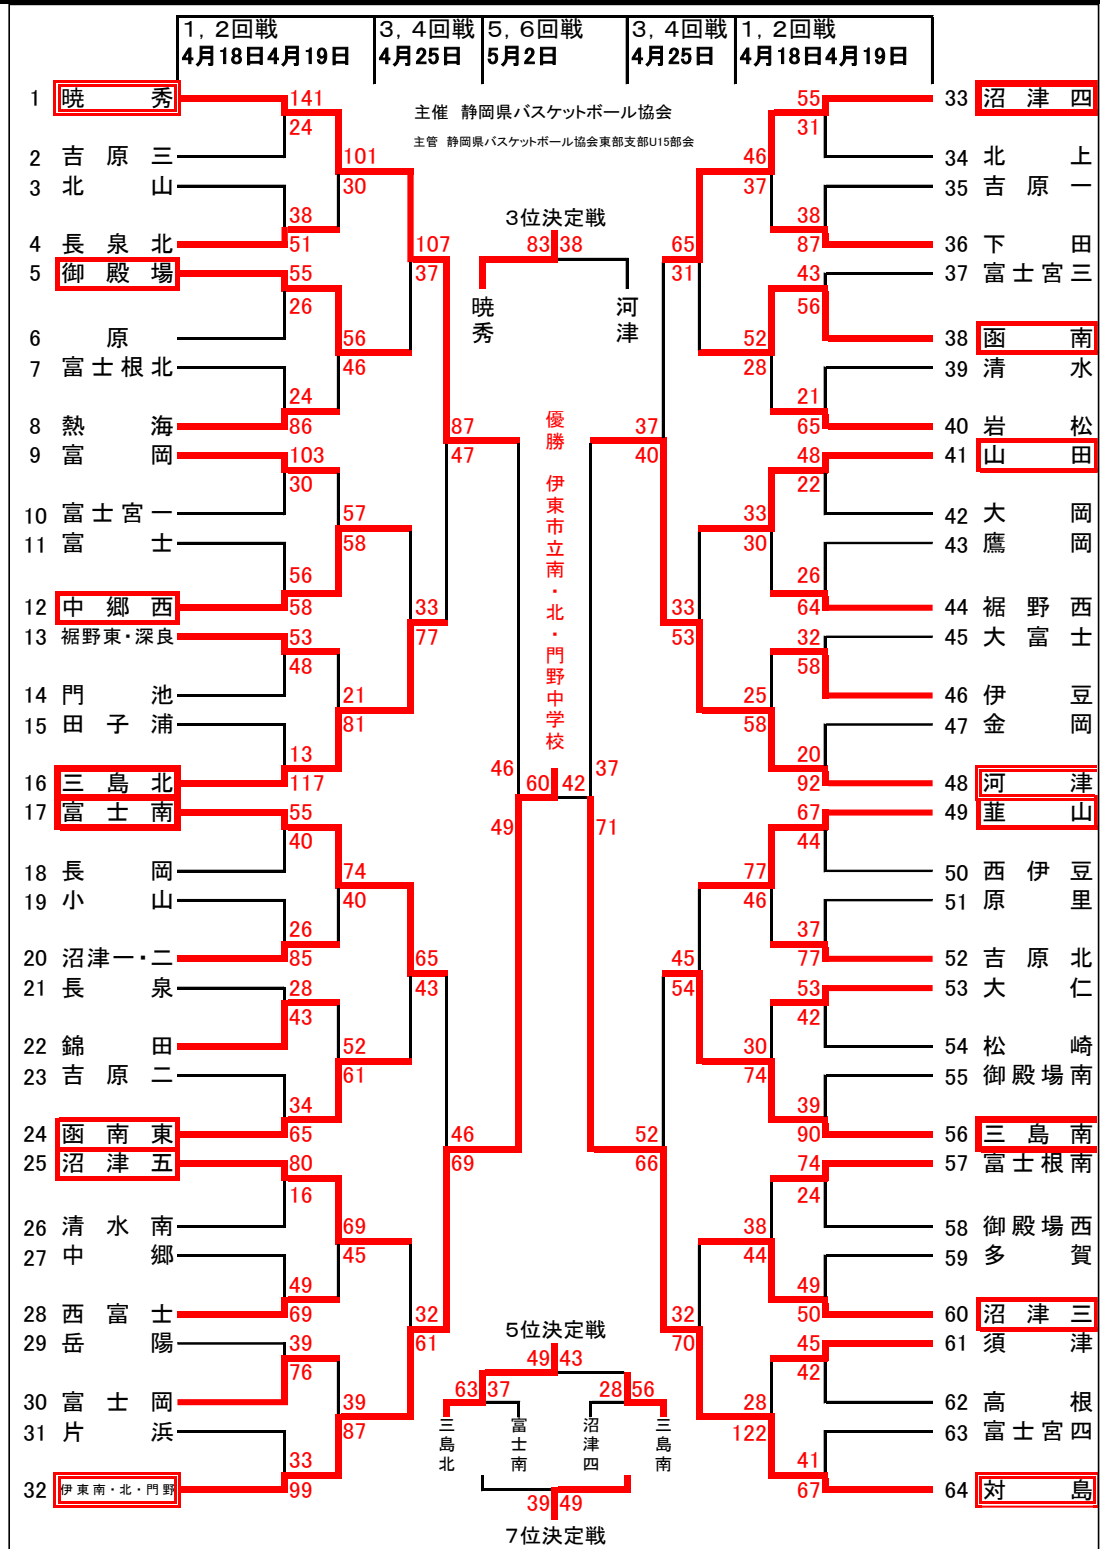 1，2回戦 3，4回戦 5，6回戦 3，4回戦 1，2回戦
4月18日4月19日 4月25日 5月2日 4月25日 4月18日4月19日
主催 静岡県バスケットボール協会
主管 静岡県バスケットボール協会東部支部U15部会
1 暁秀
141
24
2 吉原三
101
30
3 北山
38
51
4 長泉北
107
37
5 御殿場
55
26
6 原
56
46
7 富士根北
24
86
8 熱海
87
47
9 富岡
103
30
10 富士宮一
57
58
11 富士
56
58
12 中郷西
33
77
13 裾野東・深良
53
48
14 門池
21
81
15 田子浦
13
117
16 三島北
46
49
17 富士南
55
40
18 長岡
74
40
19 小山
26
85
20 沼津一・二
65
43
21 長泉
28
43
22 錦田
52
61
23 吉原二
34
65
24 函南東
46
69
25 沼津五
80
16
26 清水南
69
45
27 中郷
49
69
28 西富士
32
61
29 岳陽
39
76
30 富士岡
39
87
31 片浜
33
99
32 伊東南・北・門野
3位決定戦
83 38
暁秀
河津
優勝 伊東市立南・北・門野中学校
60 42
5位決定戦
49 43
63 37 28 56
三島北
富士南
沼津四
三島南
39 49
7位決定戦
33 沼津四
55
31
34 北上
46
37
35 吉原一
38
87
36 下田
65
31
37 富士宮三
43
56
38 函南
52
28
39 清水
21
65
40 岩松
37
40
41 山田
48
22
42 大岡
33
30
43 鷹岡
26
64
44 裾野西
33
53
45 大富士
32
58
46 伊豆
25
58
47 金岡
20
92
48 河津
37
71
49 韮山
67
44
50 西伊豆
77
46
51 原里
37
77
52 吉原北
45
54
53 大仁
53
42
54 松崎
30
74
55 御殿場南
39
90
56 三島南
52
66
57 富士根南
74
24
58 御殿場西
38
44
59 多賀
49
50
60 沼津三
32
70
61 須津
45
42
62 高根
28
122
63 富士宮四
41
67
64 対島